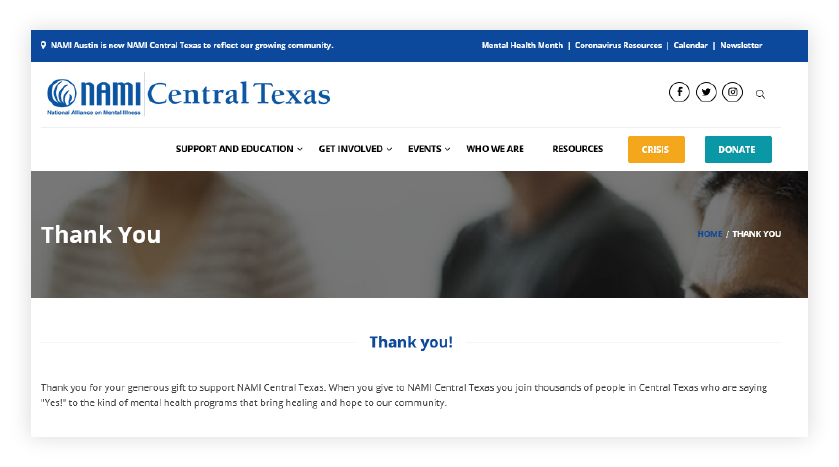 NAMI Austin is now NAMI Central Texas to reflect our growing community.
Mental Health Month | Coronavirus Resources | Calendar | Newsletter
NAMI Central Texas
National Alliance on Mental Illness
SUPPORT AND EDUCATION GET INVOLVED EVENTS WHO WE ARE RESOURCES CRISIS DONATE
Thank You
HOME / THANK YOU
Thank you!
Thank you for your generous gift to support NAMI Central Texas. When you give to NAMI Central Texas you join thousands of people in Central Texas who are saying
"Yes!" to the kind of mental health programs that bring healing and hope to our community.